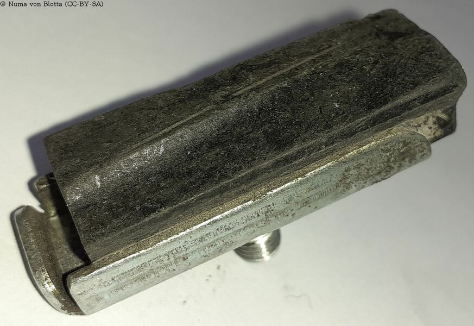 © Numa von Blotta (CC-BY-SA)